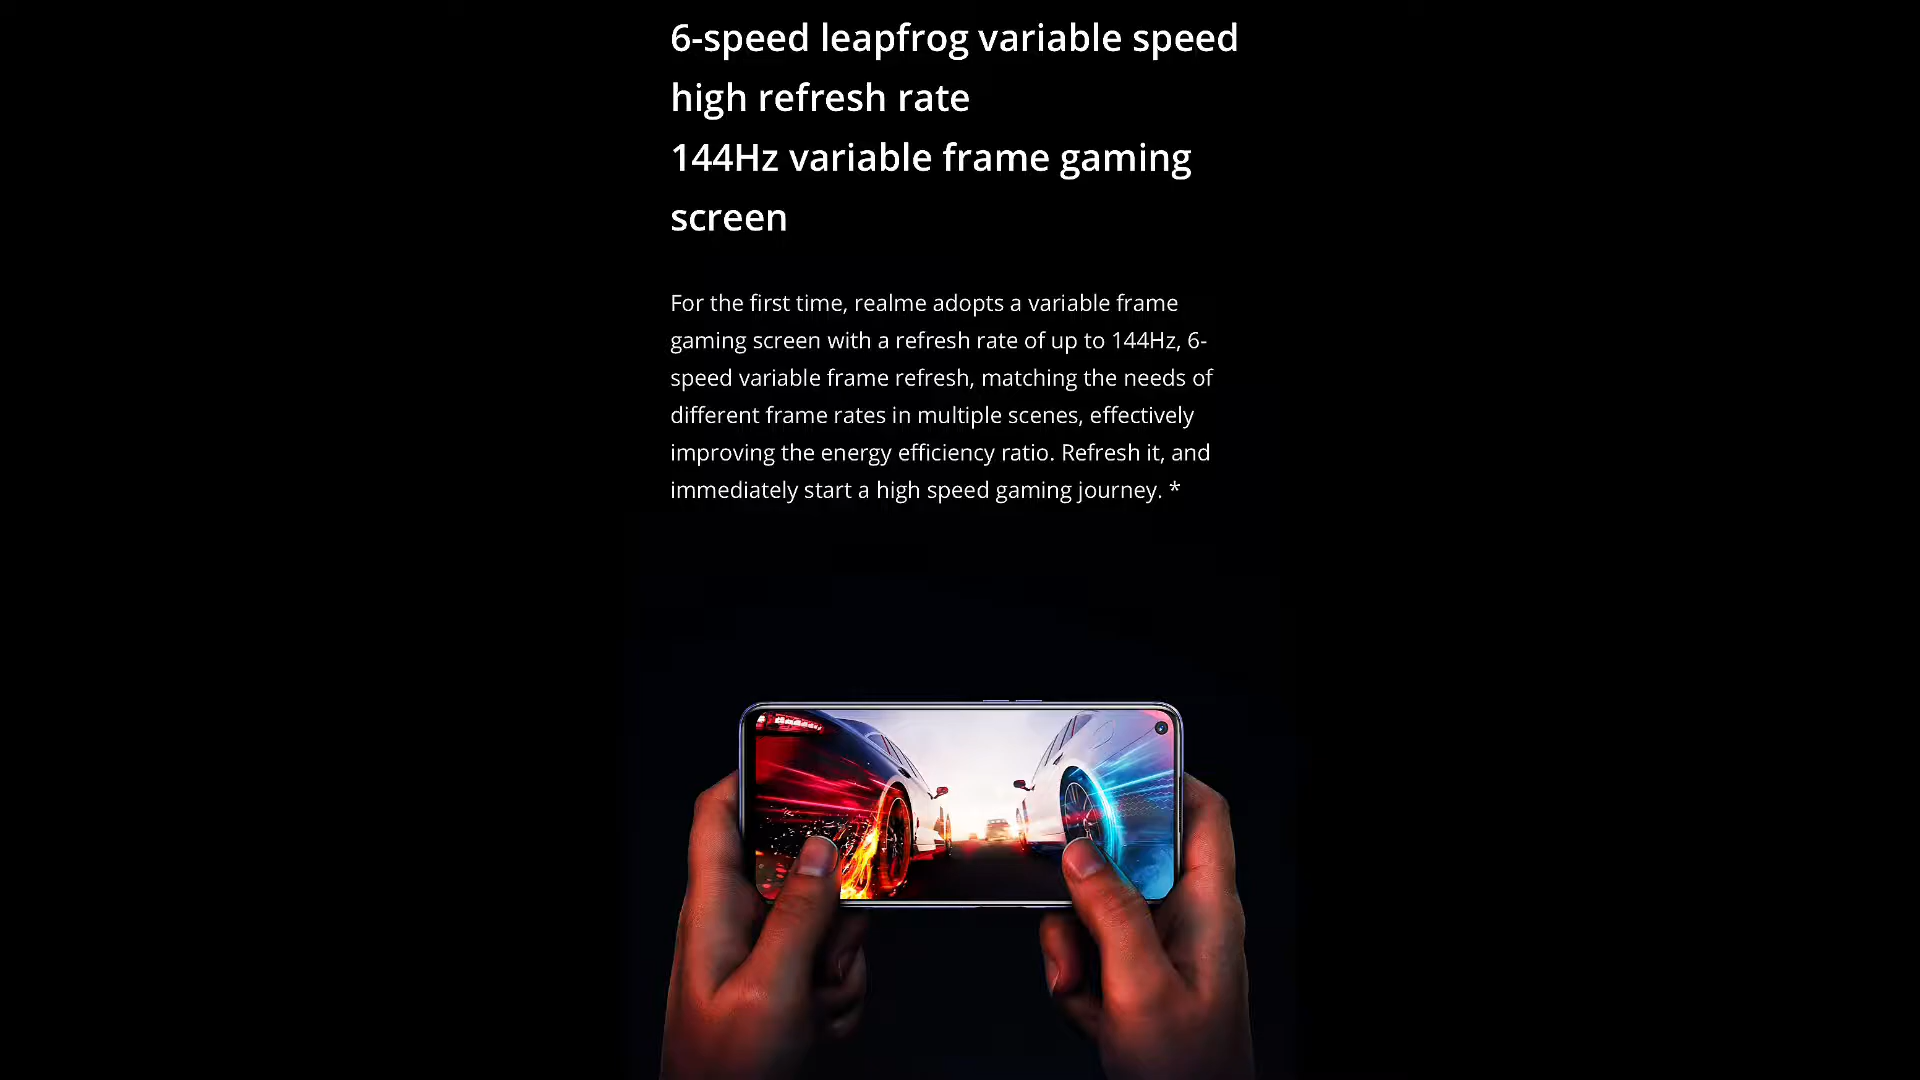 6-speed leapfrog variable speed
high refresh rate
144Hz variable frame gaming
screen
For the first time, realme adopts a variable frame
gaming screen with a refresh rate of up to 144Hz, 6-
speed variable frame refresh, matching the needs of
different frame rates in multiple scenes, effectively
improving the energy efficiency ratio. Refresh it, and
immediately start a high speed gaming journey. *